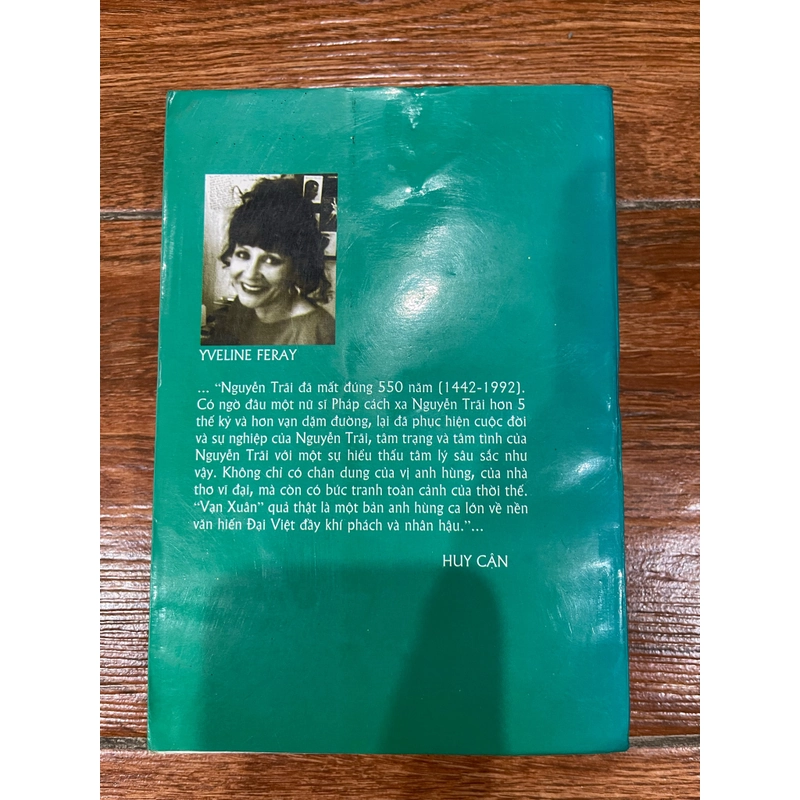 YVELINE FERAY
... “Nguyễn Trãi đã mất đúng 550 năm (1442-1992).
Có ngờ đâu một nữ sĩ Pháp cách xa Nguyễn Trãi hơn 5
thế kỷ và hơn vạn dặm đường, lại đã phục hiện cuộc đời
và sự nghiệp của Nguyễn Trãi, tâm trạng và tâm tình của
Nguyễn Trãi với một sự hiểu thấu tâm lý sâu sắc như
vậy. Không chỉ có chân dung của vị anh hùng, của nhà
thơ vĩ đại, mà còn có bức tranh toàn cảnh của thời thế.
“Vạn Xuân” quả thật là một bản anh hùng ca lớn về nền
văn hiến Đại Việt đầy khí phách và nhân hậu.”...
HUY CẬN